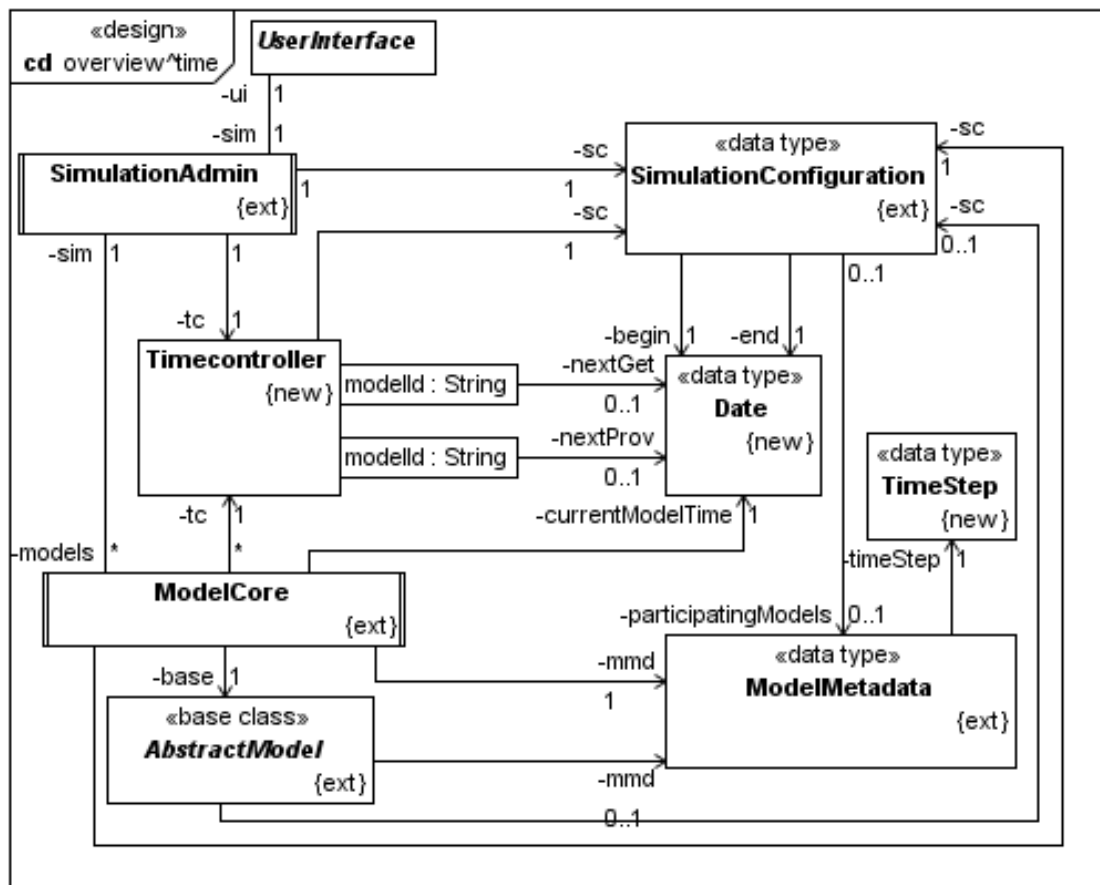 «design»
cd overview^time
UserInterface
-ui 1
-sim 1
SimulationAdmin
{ext}
1
-sc
1
«data type»
SimulationConfiguration
{ext}
-sc
1
-sc
0..1
-sc
1
-sim 1
1
0..1
-tc 1
-begin 1
-end 1
Timecontroller
{new}
modelId : String
-nextGet
0..1
modelId : String
-nextProv
0..1
«data type»
Date
{new}
«data type»
TimeStep
{new}
-tc 1
-currentModelTime 1
-models *
*
-timeStep 1
ModelCore
{ext}
-participatingModels 0..1
-base 1
-mmd
1
«data type»
ModelMetadata
{ext}
«base class»
AbstractModel
{ext}
-mmd
0..1